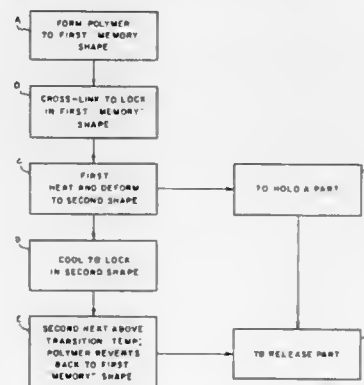 A
FORM POLYMER
TO FIRST "MEMORY"
SHAPE
CROSS-LINK TO LOCK
IN FIRST "MEMORY"
SHAPE
C
FIRST
HEAT AND DEFORM
TO SECOND SHAPE
TO HOLD A PART
COOL TO LOCK
IN SECOND SHAPE
E
SECOND HEAT ABOVE
TRANSITION TEMP;
POLYMER REVERTS
BACK TO FIRST
"MEMORY" SHAPE
TO RELEASE PART